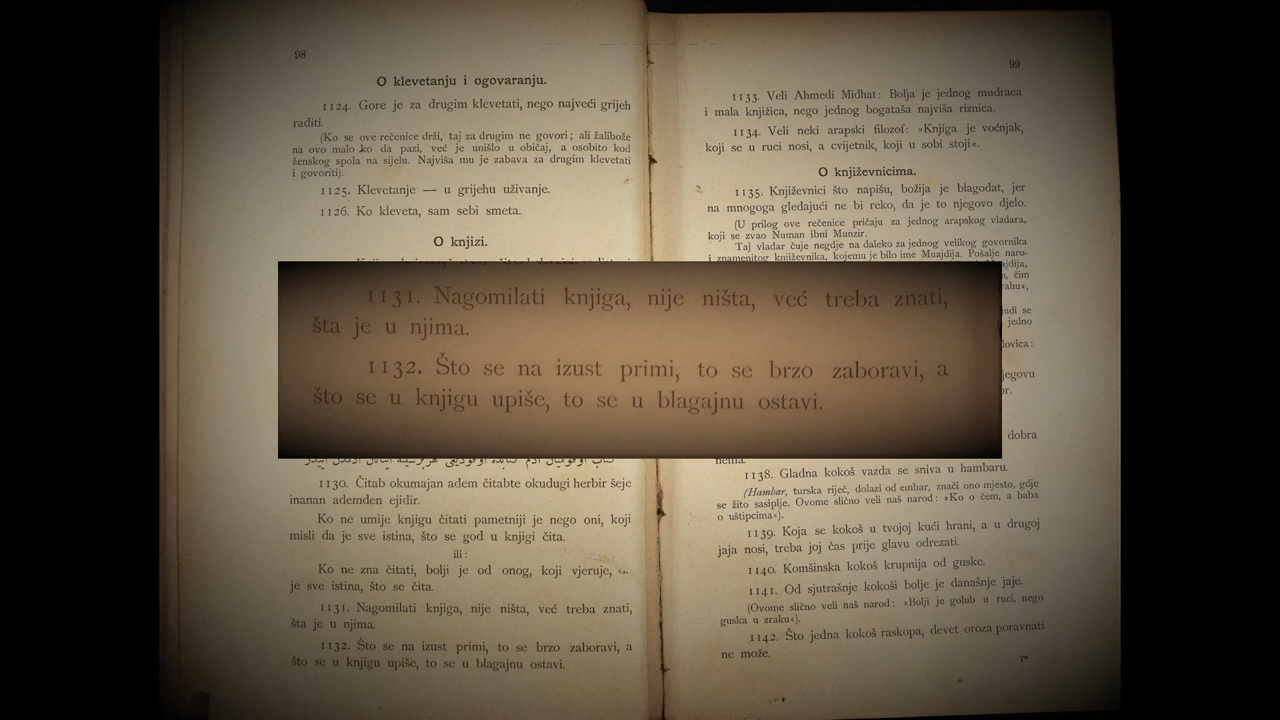 98
O klevetanju i ogovaranju.
1124. Gore je za drugim klevetati, nego najveći grijeh
raditi.
(Ko se ove rečenice drži, taj za drugim ne govori; ali žalibože
na ovo malo ko da pazi, već je unišlo u običaj, a osobito kod
ženskog spola na sijelu. Najviša mu je zabava za drugim klevetati
i govoriti).
1125. Klevetanje — u grijehu uživanje.
1126. Ko kleveta, sam sebi smeta.
O knjizi.
1130. Čitab okumajan adem čitabte okudugi herbir šeje
inanan ademden ejidir.
Ko ne umije knjigu čitati pametniji je nego oni, koji
misli da je sve istina, što se god u knjigi čita.
ili:
Ko ne zna čitati, bolji je od onog, koji vjeruje,
je sve istina, što se čita.
1131. Nagomilati knjiga, nije ništa, već treba znati,
šta je u njima.
1132. Što se na izust primi, to se brzo zaboravi, a
što se u knjigu upiše, to se u blagajnu ostavi.
1131. Nagomilati knjiga, nije ništa, već treba znati,
šta je u njima.
1132. Što se na izust primi, to se brzo zaboravi, a
što se u knjigu upiše, to se u blagajnu ostavi.
99
1133. Veli Ahmedi Midhat: Bolja je jednog mudraca
i mala knjižica, nego jednog bogataša najviša riznica.
1134. Veli neki arapski filozof: »Knjiga je voćnjak,
koji se u ruci nosi, a cvijetnik, koji u sobi stoji«.
O književnicima.
1135. Književnici što napišu, božija je blagodat, jer
na mnogoga gledajući ne bi reko, da je to njegovo djelo.
(U prilog ove rečenice pričaju za jednog arapskog vladara,
koji se zvao Numan ibni Munzir.
Taj vladar čuje negdje na daleko za jednog velikog govornika
i znamenitog književnika, kojemu je bilo ime Muajdija. Pošalje naro-
čim
jedno
dobra
nema.
1138. Gladna kokoš vazda se sniva u hambaru.
(Hambar, turska riječ, dolazi od embar, znači ono mjesto, gdje
se žito sasiplje. Ovome slično veli naš narod: »Ko o čem, a baba
o uštipcima«).
1139. Koja se kokoš u tvojoj kući hrani, a u drugoj
jaja nosi, treba joj čas prije glavu odrezati.
1140. Komšinska kokoš krupnija od guske.
1141. Od sjutrašnje kokoši bolje je današnje jaje.
(Ovome slično veli naš narod: »Bolji je golub u ruci, nego
guska u zraku«).
1142. Što jedna kokoš raskopa, devet oroza poravnati
ne može.
7*